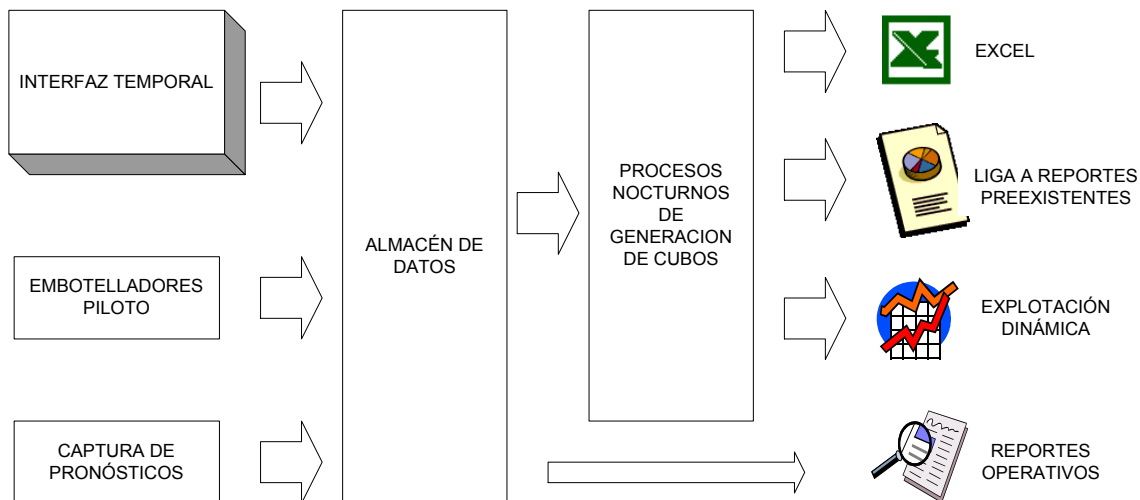 INTERFAZ TEMPORAL
EMBOTELLADORES
PILOTO
CAPTURA DE
PRONÓSTICOS
ALMACÉN DE
DATOS
PROCESOS
NOCTURNOS
DE
GENERACION
DE CUBOS
EXCEL
LIGA A REPORTES
PREEXISTENTES
EXPLOTACIÓN
DINÁMICA
REPORTES
OPERATIVOS